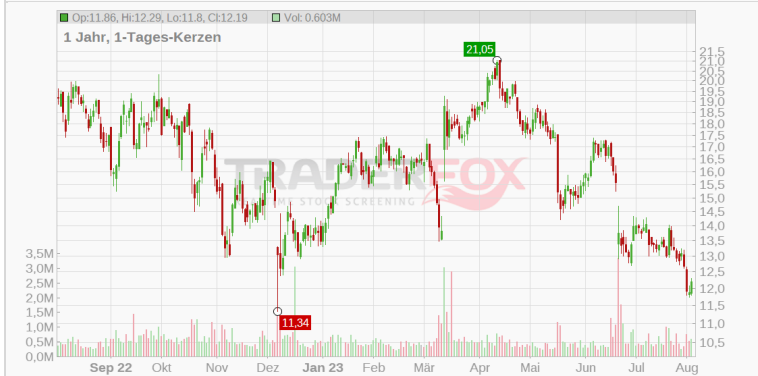 Op:11.86, Hi:12.29, Lo:11.8, Cl:12.19 Vol: 0.603M
1 Jahr, 1-Tages-Kerzen
21,05
21,5
21,0
20,5
20,0
19,5
19,0
18,5
18,0
17,5
17,0
16,5
16,0
15,5
15,0
14,5
14,0
13,5
13,0
12,5
12,0
11,5
11,0
10,5
TRADERFOX
STOCK SCREENING
3,5M
3,0M
2,5M
2,0M
1,5M
1,0M
0,5M
0,0M
11,34
Sep 22 Okt Nov Dez Jan 23 Feb Mär Apr Mai Jun Jul Aug